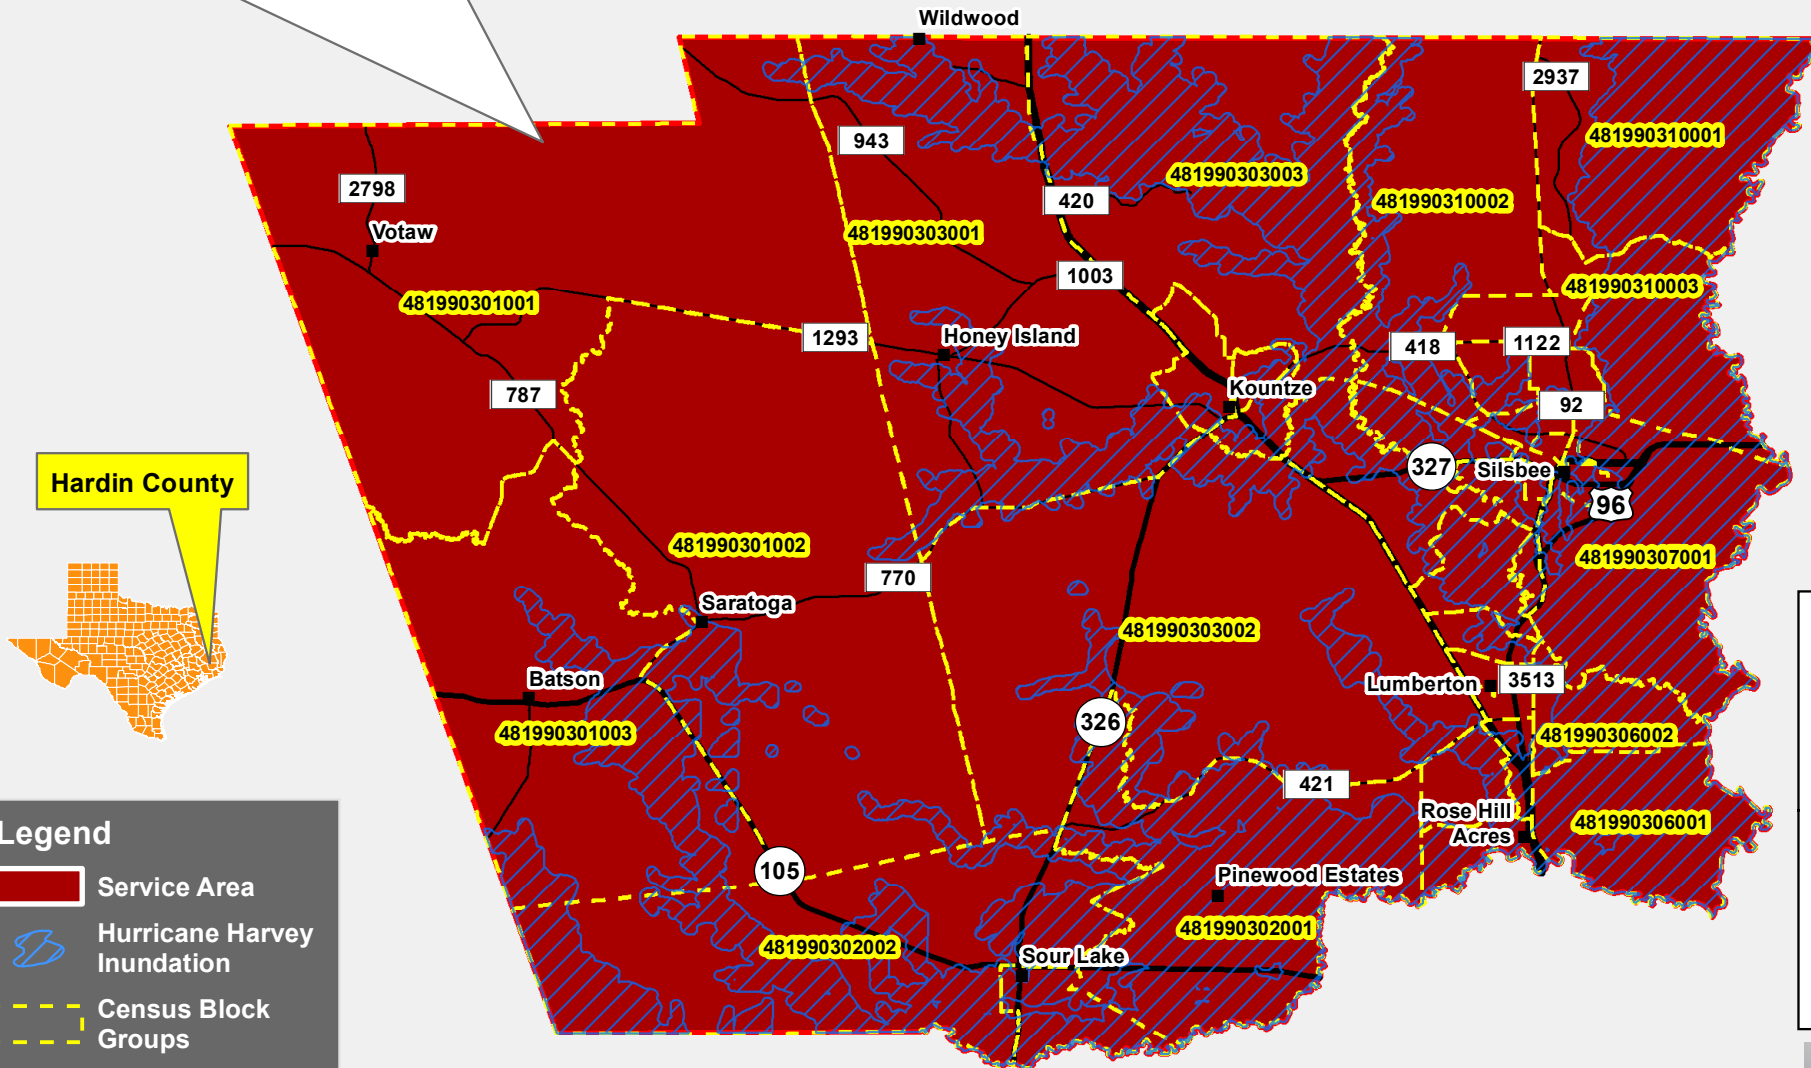 Wildwood
2937
481990310001
943
2798
481990303003
420
481990310002
Votaw
481990303001
1003
481990310003
481990301001
1293
Honey Island
418
1122
787
Kountze
92
327
Silsbee
Hardin County
96
481990301002
481990307001
770
Saratoga
481990303002
Batson
Lumberton
3513
326
481990301003
481990306002
421
Rose Hill
Acres
481990306001
Legend
105
Pinewood Estates
Service Area
481990302001
Hurricane Harvey
Inundation
481990302002
Sour Lake
Census Block
Groups